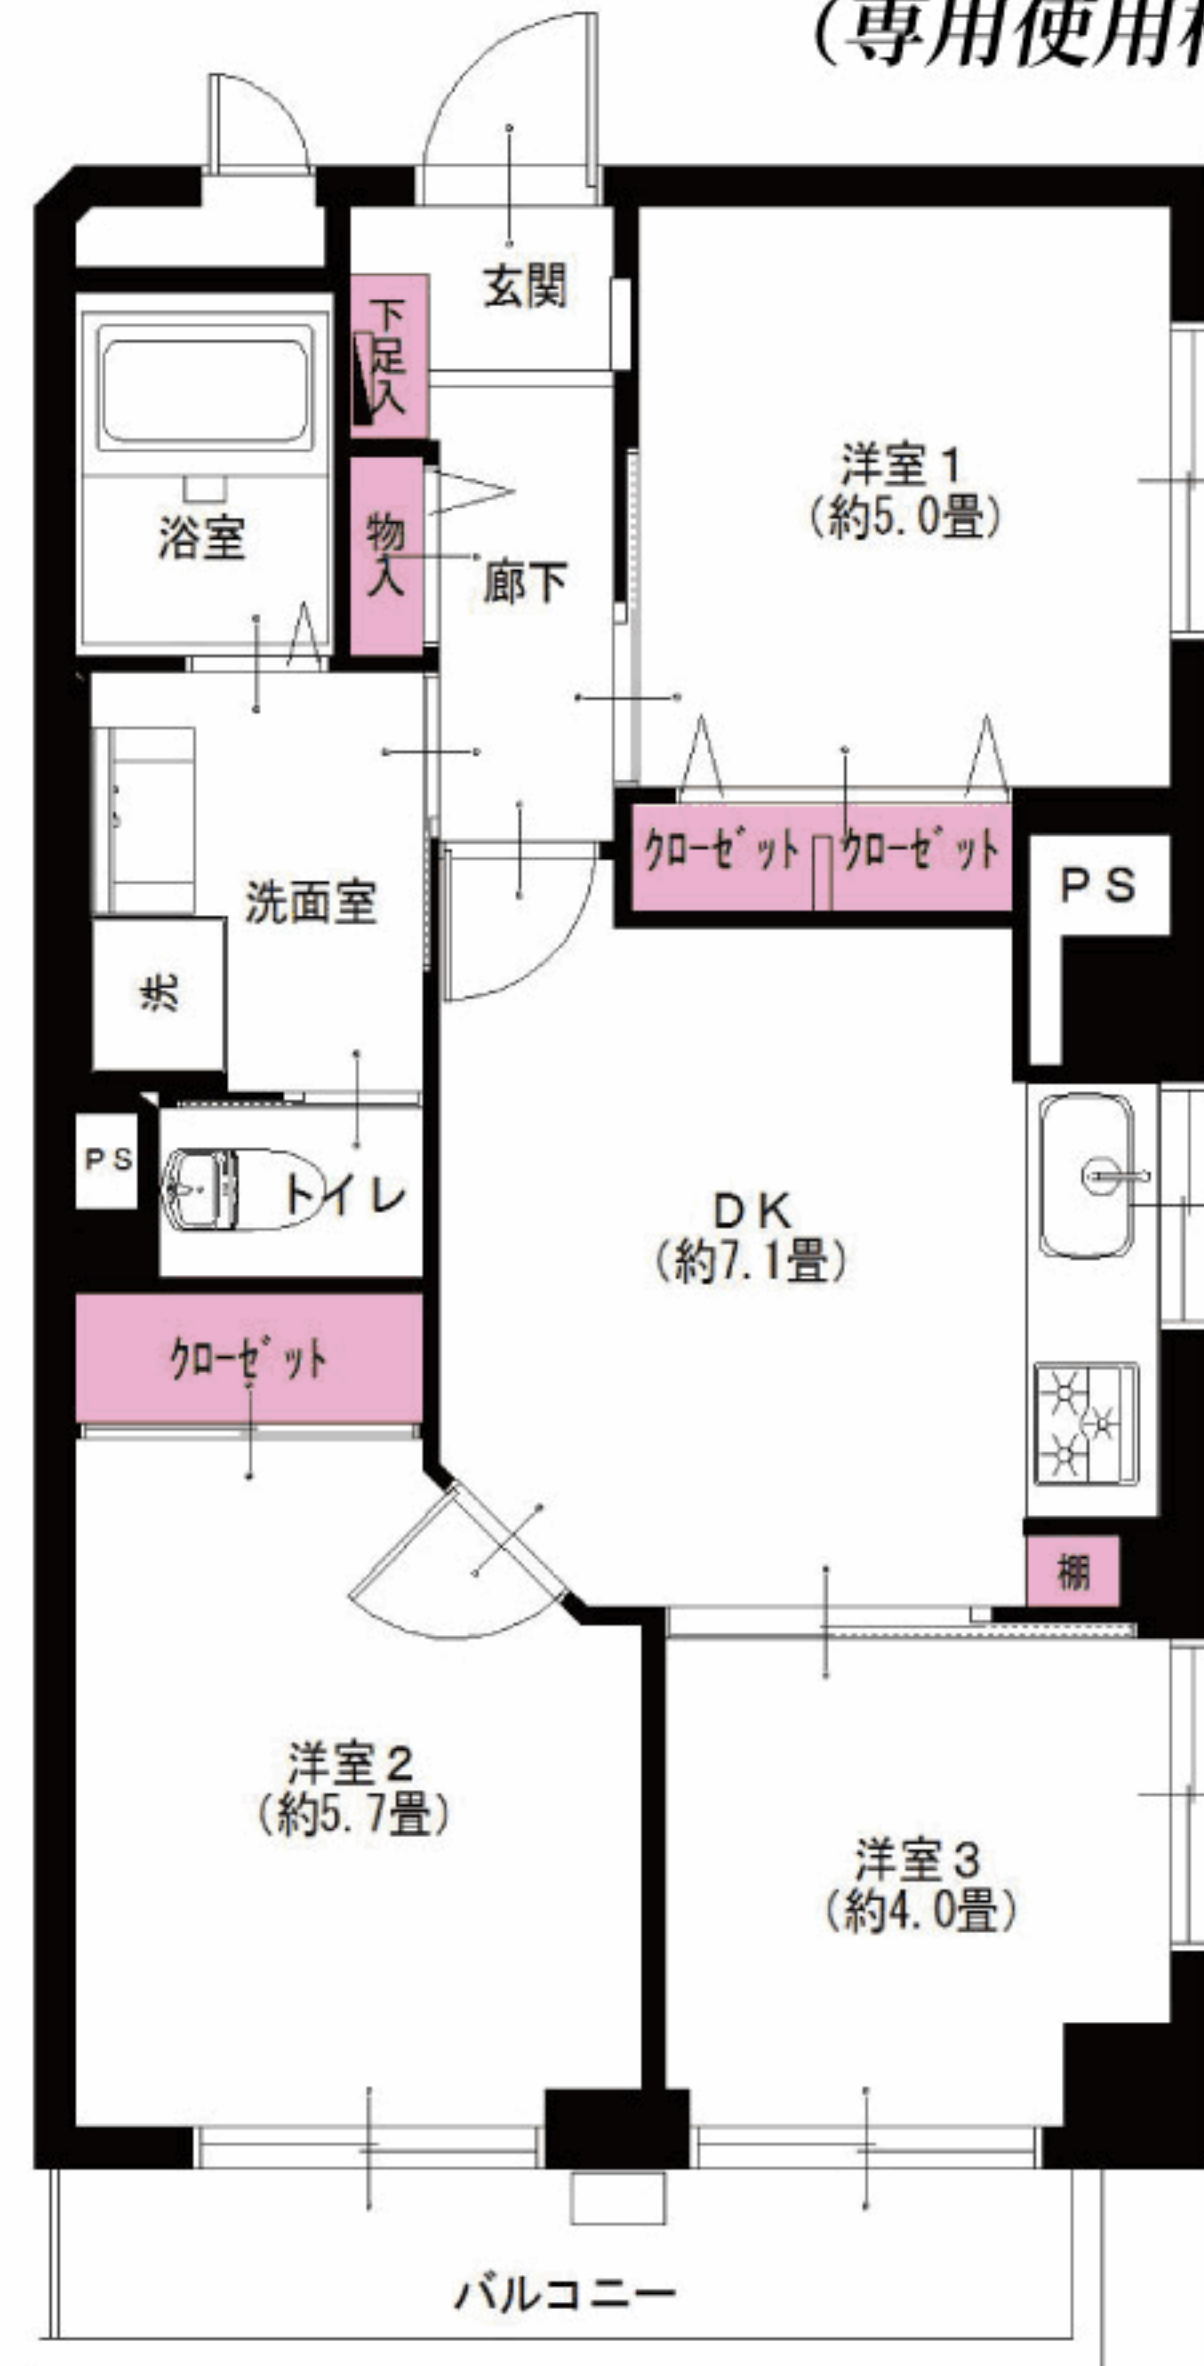 （専用使用
玄関
下足入
洋室１
（約5.0畳）
浴室
物入
廊下
クローゼット クローゼット
ＰＳ
洗面室
洗
ＰＳ
トイレ
ＤＫ
（約7.1畳）
クローゼット
棚
洋室２
（約5.7畳）
洋室３
（約4.0畳）
バルコニー